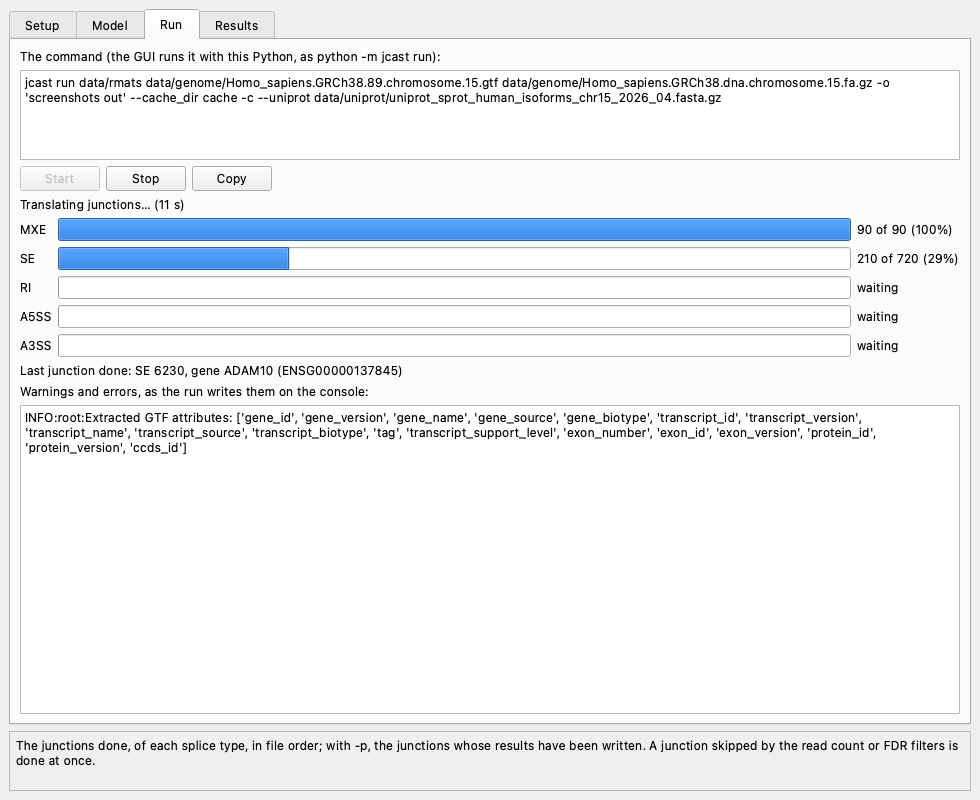 Setup
Model
Run
Results
The command (the GUI runs it with this Python, as python -m jcast run):
jcast run data/rmats data/genome/Homo_sapiens.GRCh38.89.chromosome.15.gtf data/genome/Homo_sapiens.GRCh38.dna.chromosome.15.fa.gz -o
'screenshots out' --cache_dir cache -c --uniprot data/uniprot/uniprot_sprot_human_isoforms_chr15_2026_04.fasta.gz
Start
Stop
Copy
Translating junctions... (11 s)
MXE 90 of 90 (100%)
SE 210 of 720 (29%)
RI waiting
A5SS waiting
A3SS waiting
Last junction done: SE 6230, gene ADAM10 (ENSG00000137845)
Warnings and errors, as the run writes them on the console:
INFO:root:Extracted GTF attributes: ['gene_id', 'gene_version', 'gene_name', 'gene_source', 'gene_biotype', 'transcript_id', 'transcript_version',
'transcript_name', 'transcript_source', 'transcript_biotype', 'tag', 'transcript_support_level', 'exon_number', 'exon_id', 'exon_version', 'protein_id',
'protein_version', 'ccds_id']
The junctions done, of each splice type, in file order; with -p, the junctions whose results have been written. A junction skipped by the read count or FDR filters is
done at once.